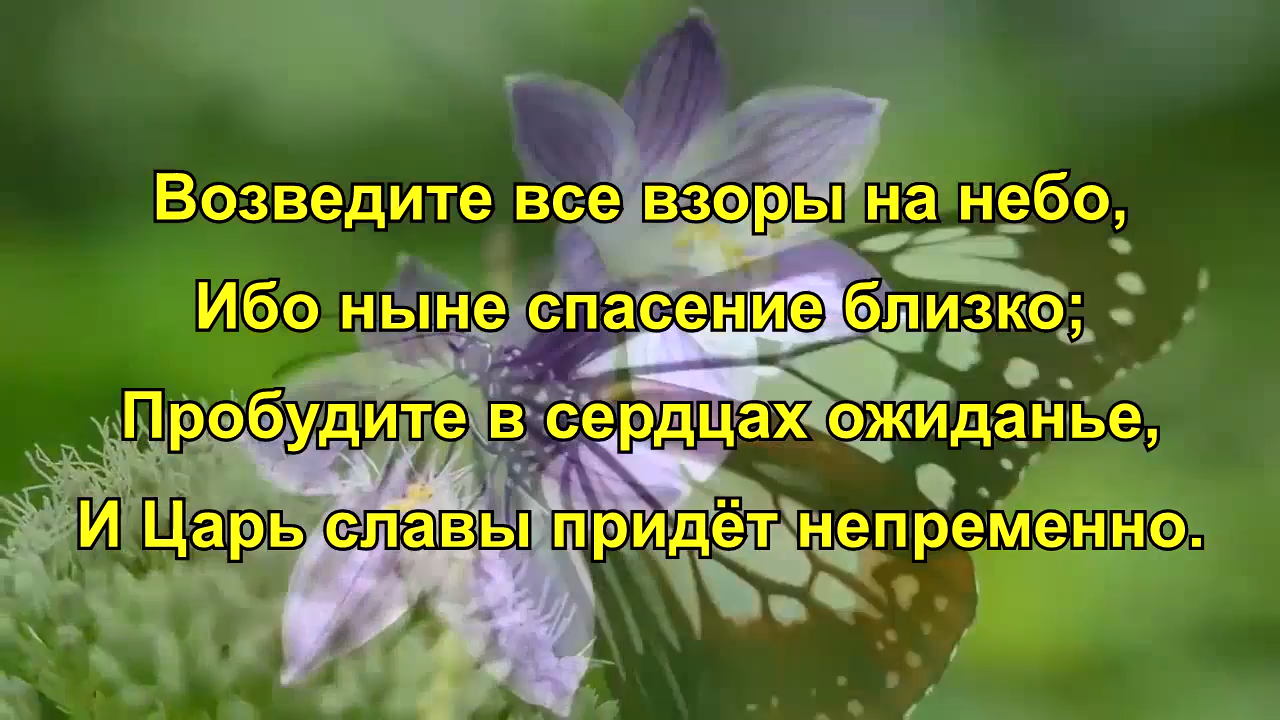 Возведите все взоры на небо,
Ибо ныне спасение близко;
Пробудите в сердцах ожиданье,
И Царь славы придёт непременно.